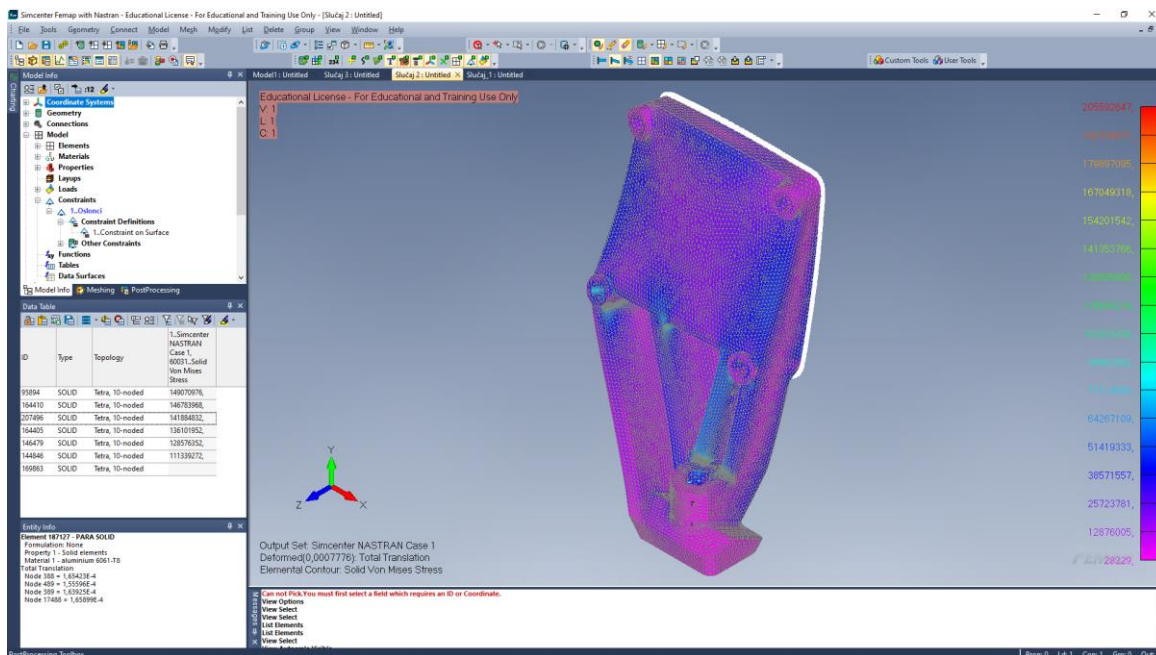 Simcenter Femap with Nastran - Educational License - For Educational and Training Use Only - [Slučaj 2 : Untitled]
File Tools Geometry Connect Model Mesh Modify List Delete Group View Window Help
Custom Tools User Tools
Model Info
Model1 : Untitled Slučaj 3 : Untitled Slučaj 2 : Untitled Slučaj_1 : Untitled
Charting
Coordinate Systems
Geometry
Connections
Model
Elements
Materials
Properties
Layups
Loads
Constraints
1..Oslonci
Constraint Definitions
1..Constraint on Surface
Other Constraints
Functions
Tables
Data Surfaces
Model Info Meshing PostProcessing
Data Table
ID Type Topology 1..Simcenter NASTRAN Case 1, 60031..Solid Von Mises Stress
95894 SOLID Tetra, 10-noded 149070976,
164410 SOLID Tetra, 10-noded 146783968,
207496 SOLID Tetra, 10-noded 141884832,
164405 SOLID Tetra, 10-noded 136101952,
146479 SOLID Tetra, 10-noded 128576352,
144846 SOLID Tetra, 10-noded 111339272,
169863 SOLID Tetra, 10-noded
Entity Info
Element 187127 - PARA SOLID
Formulation: None
Property 1 - Solid elements
Material 1 - aluminium 6061-T8
Total Translation
Node 388 = 1,65423E-4
Node 489 = 1,55596E-4
Node 389 = 1,63925E-4
Node 17488 = 1,65899E-4
Educational License - For Educational and Training Use Only
V: 1
L: 1
C: 1
Y
Z
X
Output Set: Simcenter NASTRAN Case 1
Deformed(0,0007776): Total Translation
Elemental Contour: Solid Von Mises Stress
205592647,
179897095,
167049318,
154201542,
141353766,
64267109,
51419333,
38571557,
25723781,
12876005,
28229,
Messages
Can not Pick.You must first select a field which requires an ID or Coordinate.
View Options
View Select
View Select
List Elements
List Elements
View Select
PostProcessing Toolbox